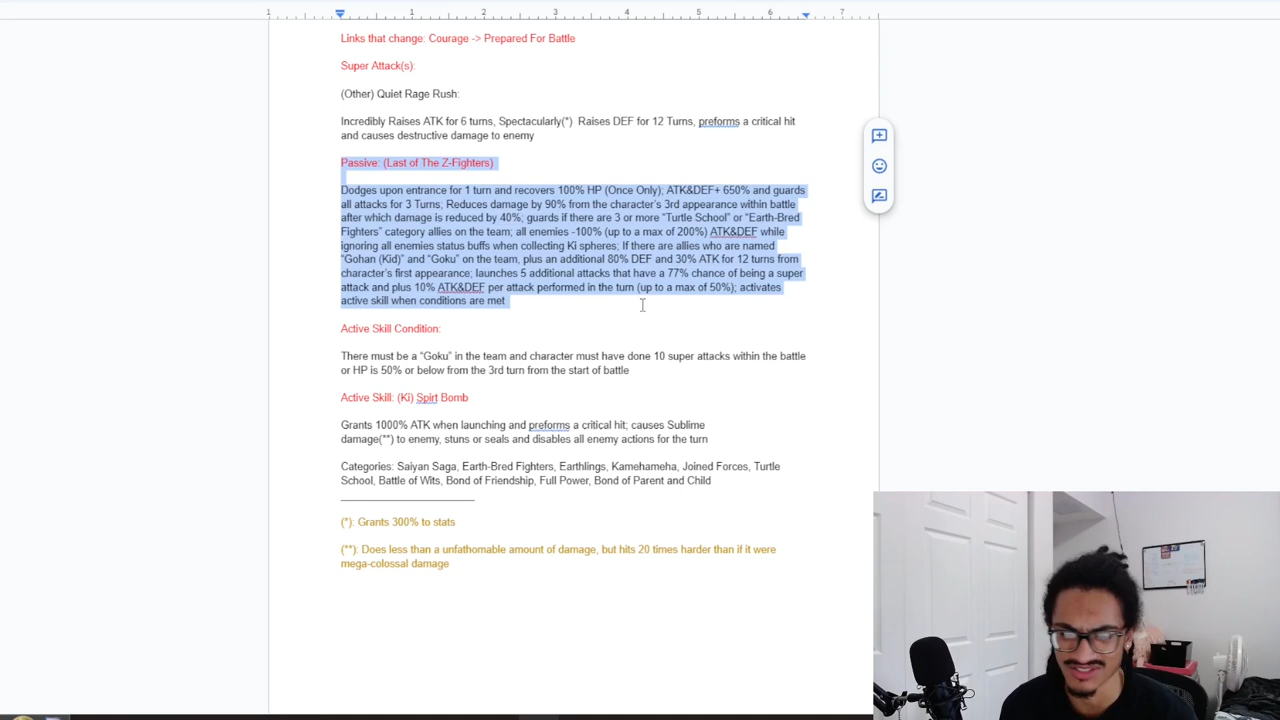 1 1 2 3 4 5 6 7
Links that change: Courage -> Prepared For Battle
Super Attack(s):
(Other) Quiet Rage Rush:
Incredibly Raises ATK for 6 turns, Spectacularly(*) Raises DEF for 12 Turns, preforms a critical hit
and causes destructive damage to enemy
Passive: (Last of The Z-Fighters)
Dodges upon entrance for 1 turn and recovers 100% HP (Once Only); ATK&DEF+ 650% and guards
all attacks for 3 Turns; Reduces damage by 90% from the character's 3rd appearance within battle
after which damage is reduced by 40%; guards if there are 3 or more “Turtle School” or “Earth-Bred
Fighters” category allies on the team; all enemies -100% (up to a max of 200%) ATK&DEF while
ignoring all enemies status buffs when collecting Ki spheres; If there are allies who are named
“Gohan (Kid)” and “Goku” on the team, plus an additional 80% DEF and 30% ATK for 12 turns from
character's first appearance; launches 5 additional attacks that have a 77% chance of being a super
attack and plus 10% ATK&DEF per attack performed in the turn (up to a max of 50%); activates
active skill when conditions are met
Active Skill Condition:
There must be a “Goku” in the team and character must have done 10 super attacks within the battle
or HP is 50% or below from the 3rd turn from the start of battle
Active Skill: (Ki) Spirt Bomb
Grants 1000% ATK when launching and preforms a critical hit; causes Sublime
damage(**) to enemy, stuns or seals and disables all enemy actions for the turn
Categories: Saiyan Saga, Earth-Bred Fighters, Earthlings, Kamehameha, Joined Forces, Turtle
School, Battle of Wits, Bond of Friendship, Full Power, Bond of Parent and Child
(*): Grants 300% to stats
(**): Does less than a unfathomable amount of damage, but hits 20 times harder than if it were
mega-colossal damage